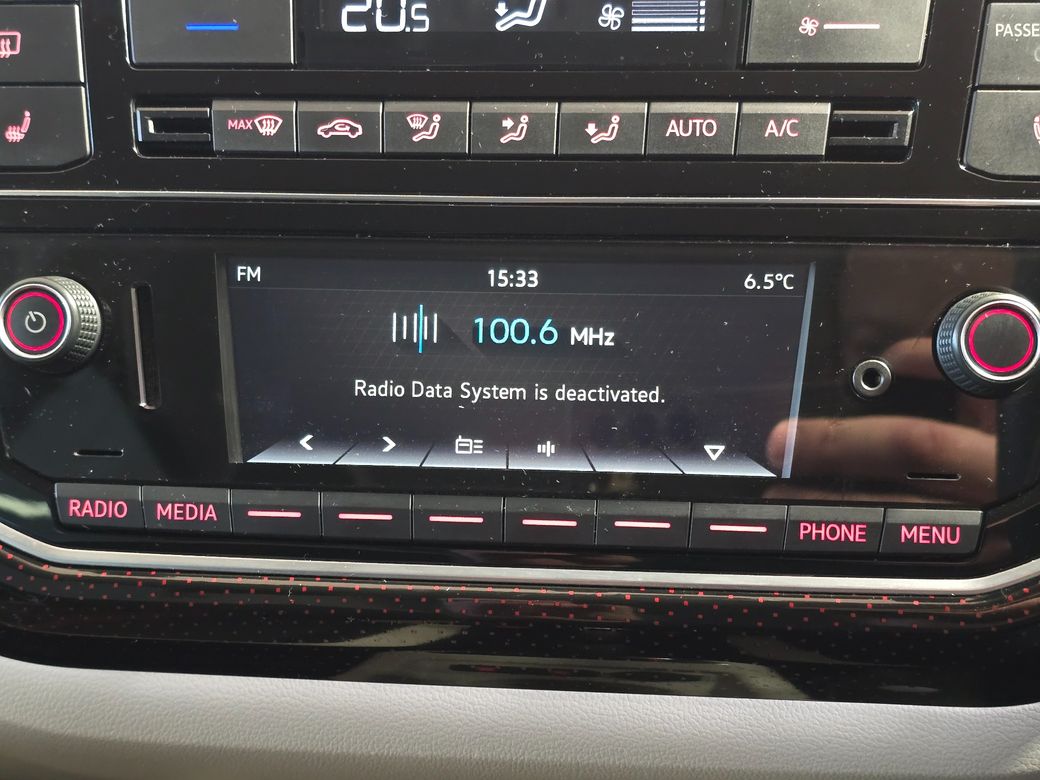 20.5
PASSE
MAX
AUTO
A/C
FM
15:33
6.5°C
100.6 MHz
Radio Data System is deactivated.
RADIO
MEDIA
PHONE
MENU